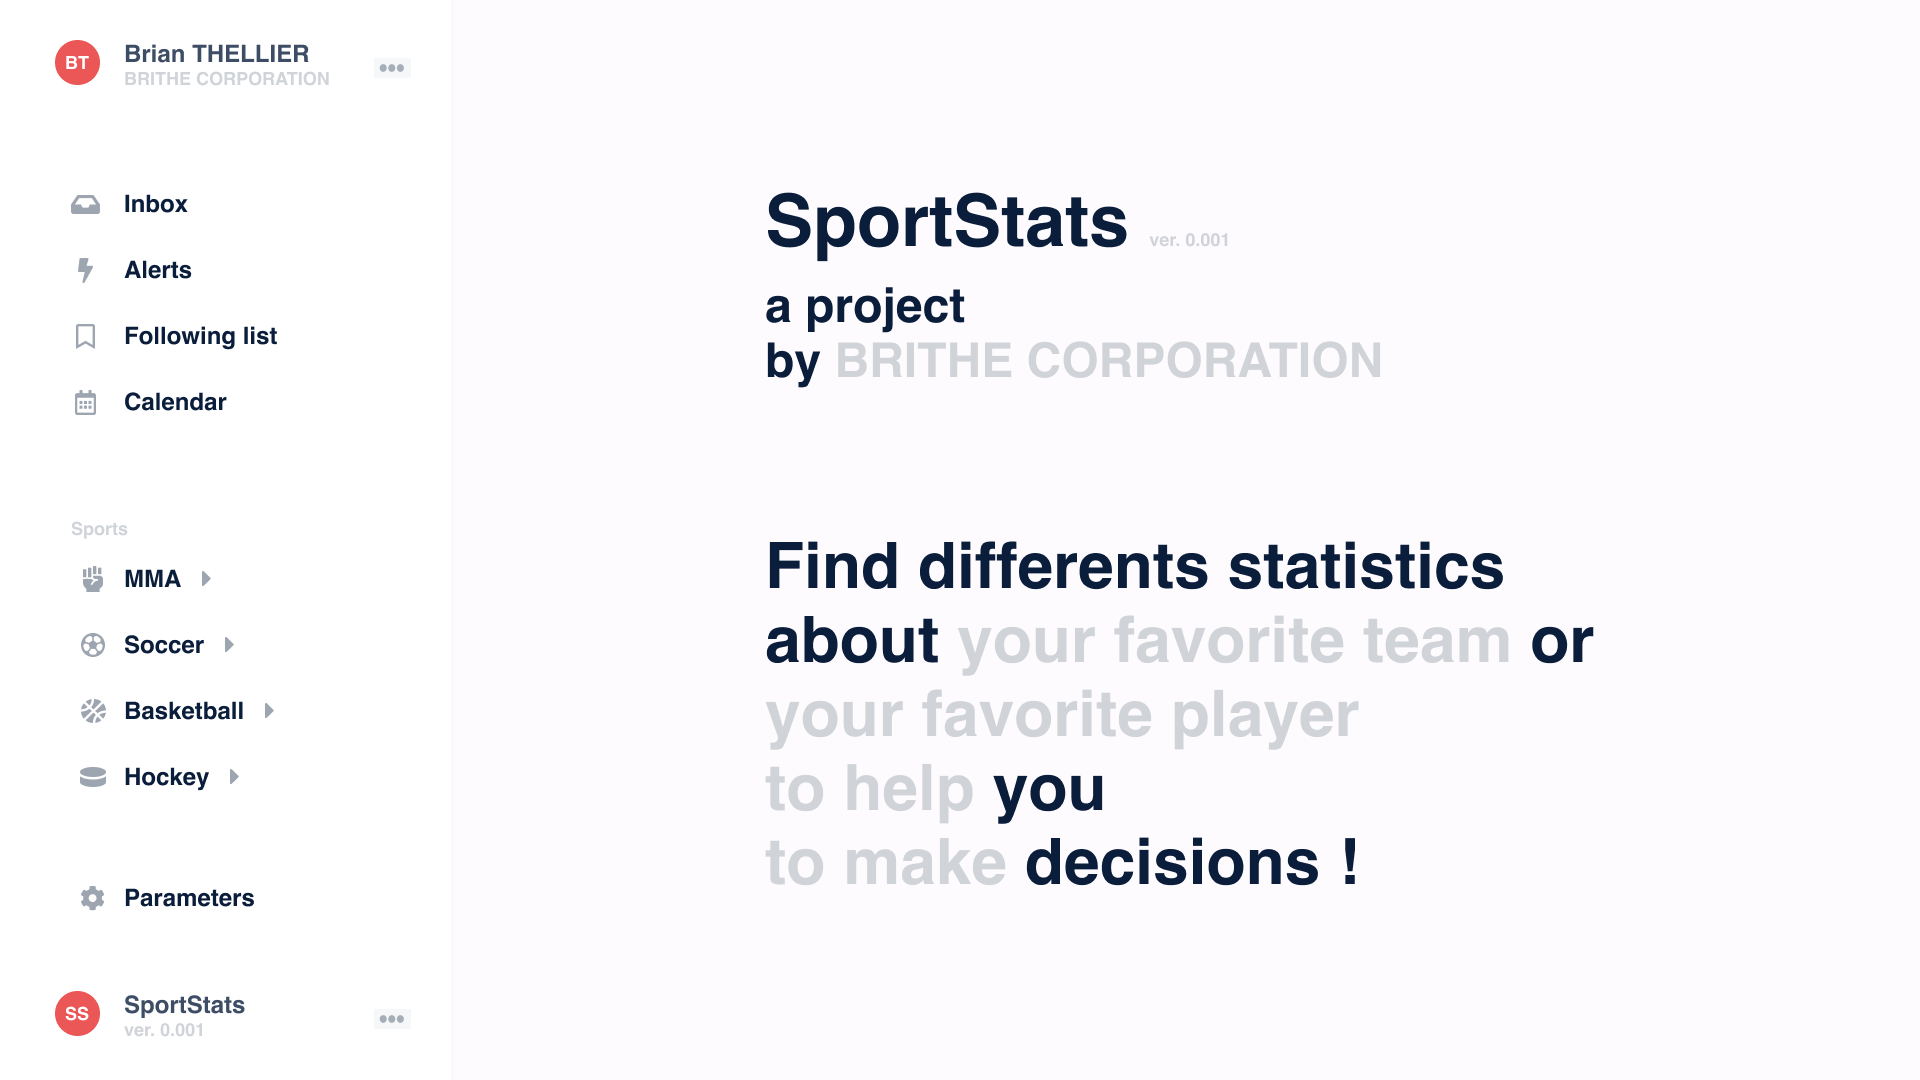 BT
Brian THELLIER
BRITHE CORPORATION
Inbox
Alerts
Following list
Calendar
Sports
MMA
Soccer
Basketball
Hockey
Parameters
SS
SportStats
ver. 0.001
SportStats ver. 0.001
a project
by BRITHE CORPORATION
Find differents statistics
about your favorite team or
your favorite player
to help you
to make decisions !